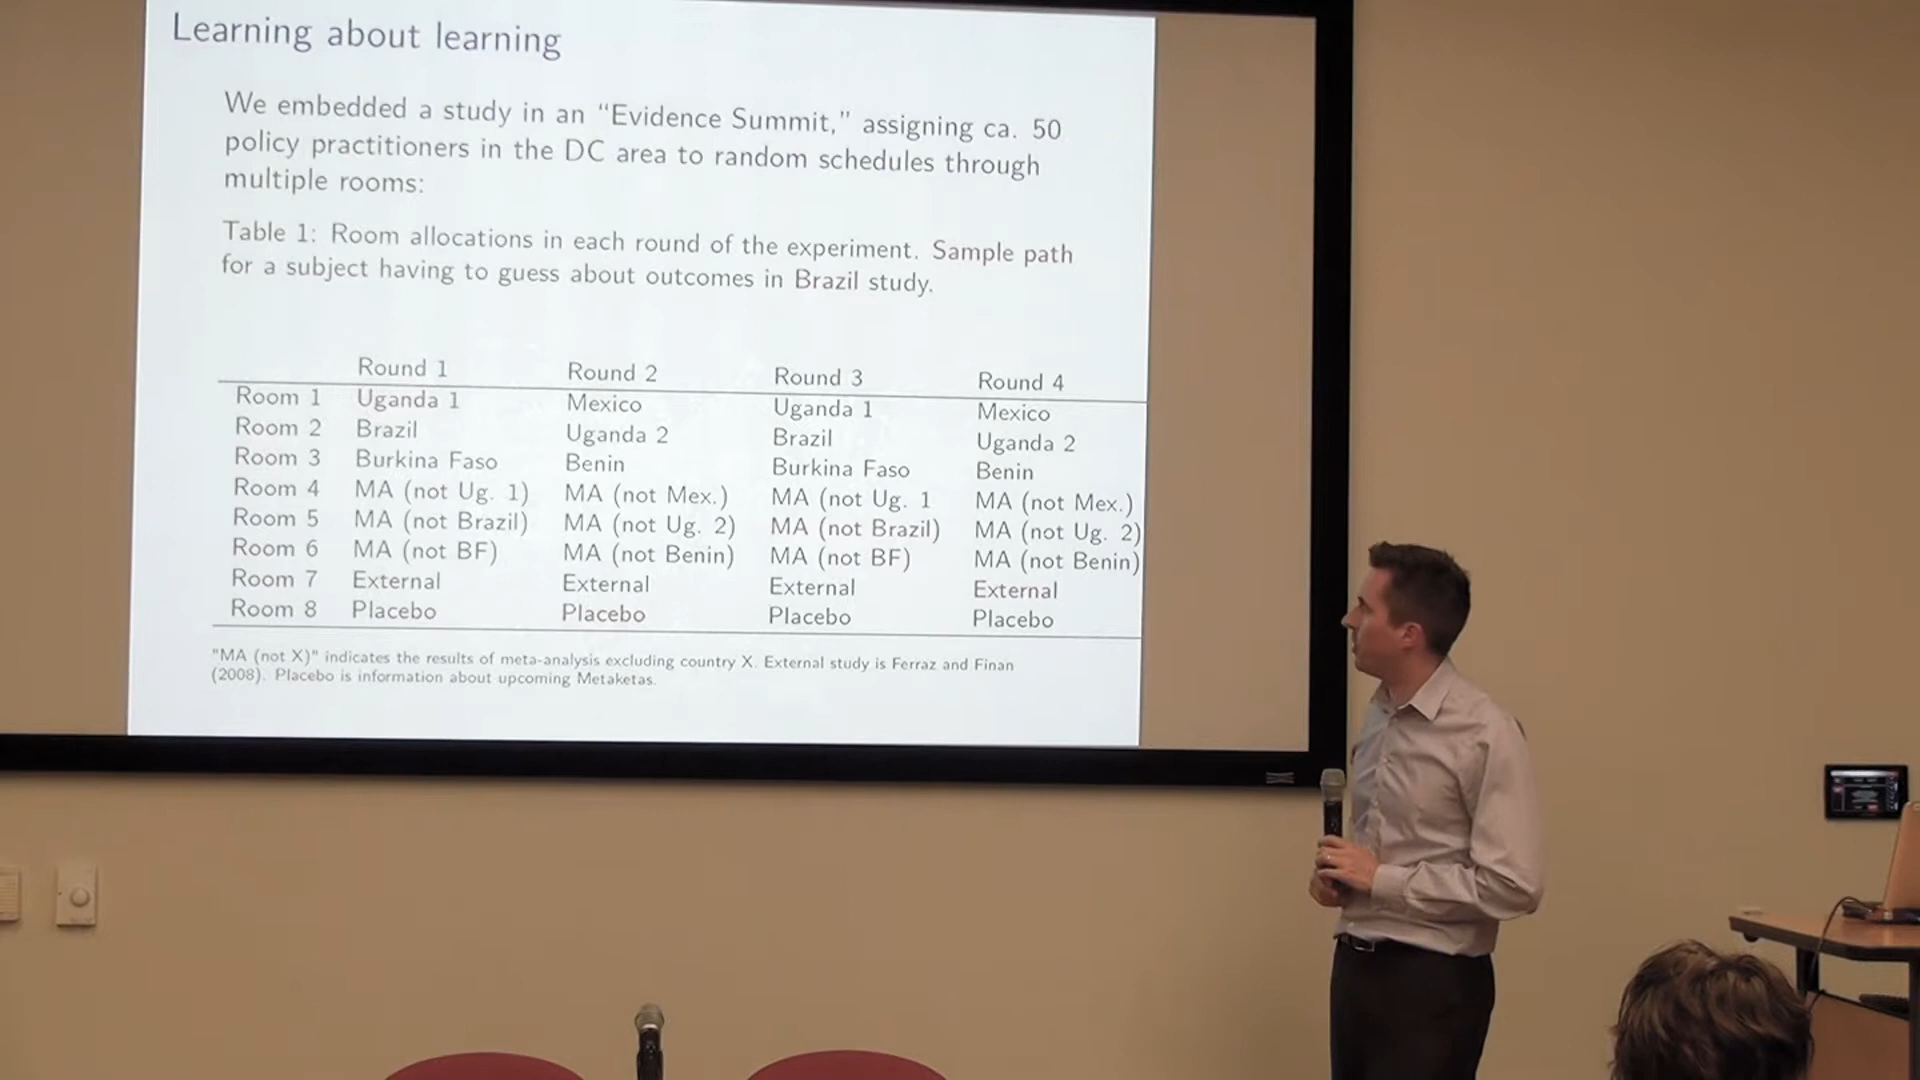 Learning about learning
We embedded a study in an “Evidence Summit,” assigning ca. 50
policy practitioners in the DC area to random schedules through
multiple rooms:
Table 1: Room allocations in each round of the experiment. Sample path
for a subject having to guess about outcomes in Brazil study.
Round 1 Round 2 Round 3 Round 4
Room 1 Uganda 1 Mexico Uganda 1 Mexico
Room 2 Brazil Uganda 2 Brazil Uganda 2
Room 3 Burkina Faso Benin Burkina Faso Benin
Room 4 MA (not Ug. 1) MA (not Mex.) MA (not Ug. 1 MA (not Mex.)
Room 5 MA (not Brazil) MA (not Ug. 2) MA (not Brazil) MA (not Ug. 2)
Room 6 MA (not BF) MA (not Benin) MA (not BF) MA (not Benin)
Room 7 External External External External
Room 8 Placebo Placebo Placebo Placebo
"MA (not X)" indicates the results of meta-analysis excluding country X. External study is Ferraz and Finan
(2008). Placebo is information about upcoming Metaketas.